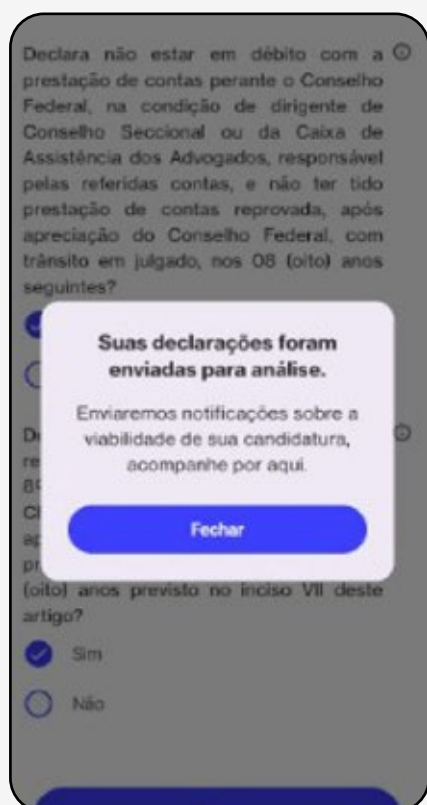 Declara não estar em débito com a
prestação de contas perante o Conselho
Federal, na condição de dirigente de
Conselho Seccional ou da Caixa de
Assistência dos Advogados, responsável
pelas referidas contas, e não ter tido
prestação de contas reprovada, após
apreciação do Conselho Federal, com
trânsito em julgado, nos 08 (oito) anos
seguintes?
Suas declarações foram
enviadas para análise.
Enviaremos notificações sobre a
viabilidade de sua candidatura,
acompanhe por aqui.
Fechar
(oito) anos previsto no inciso VII deste
artigo?
Sim
Não